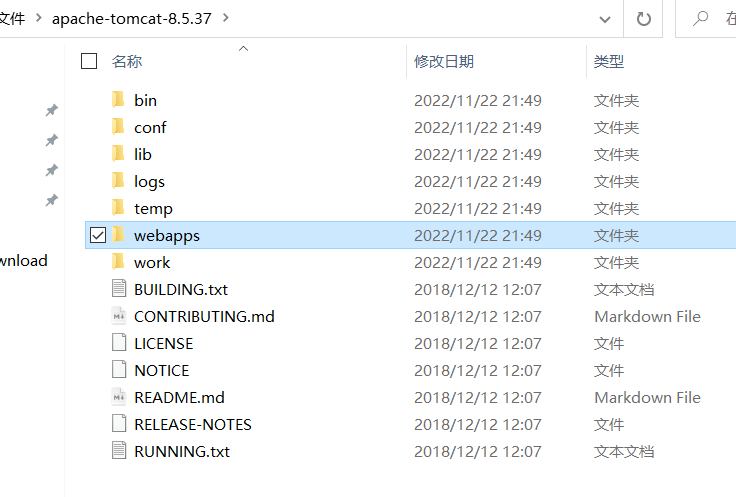 文件 > apache-tomcat-8.5.37 >
名称 修改日期 类型
bin 2022/11/22 21:49 文件夹
conf 2022/11/22 21:49 文件夹
lib 2022/11/22 21:49 文件夹
logs 2022/11/22 21:49 文件夹
temp 2022/11/22 21:49 文件夹
webapps 2022/11/22 21:49 文件夹
wnload
work 2022/11/22 21:49 文件夹
BUILDING.txt 2018/12/12 12:07 文本文档
CONTRIBUTING.md 2018/12/12 12:07 Markdown File
LICENSE 2018/12/12 12:07 文件
NOTICE 2018/12/12 12:07 文件
README.md 2018/12/12 12:07 Markdown File
RELEASE-NOTES 2018/12/12 12:07 文件
RUNNING.txt 2018/12/12 12:07 文本文档